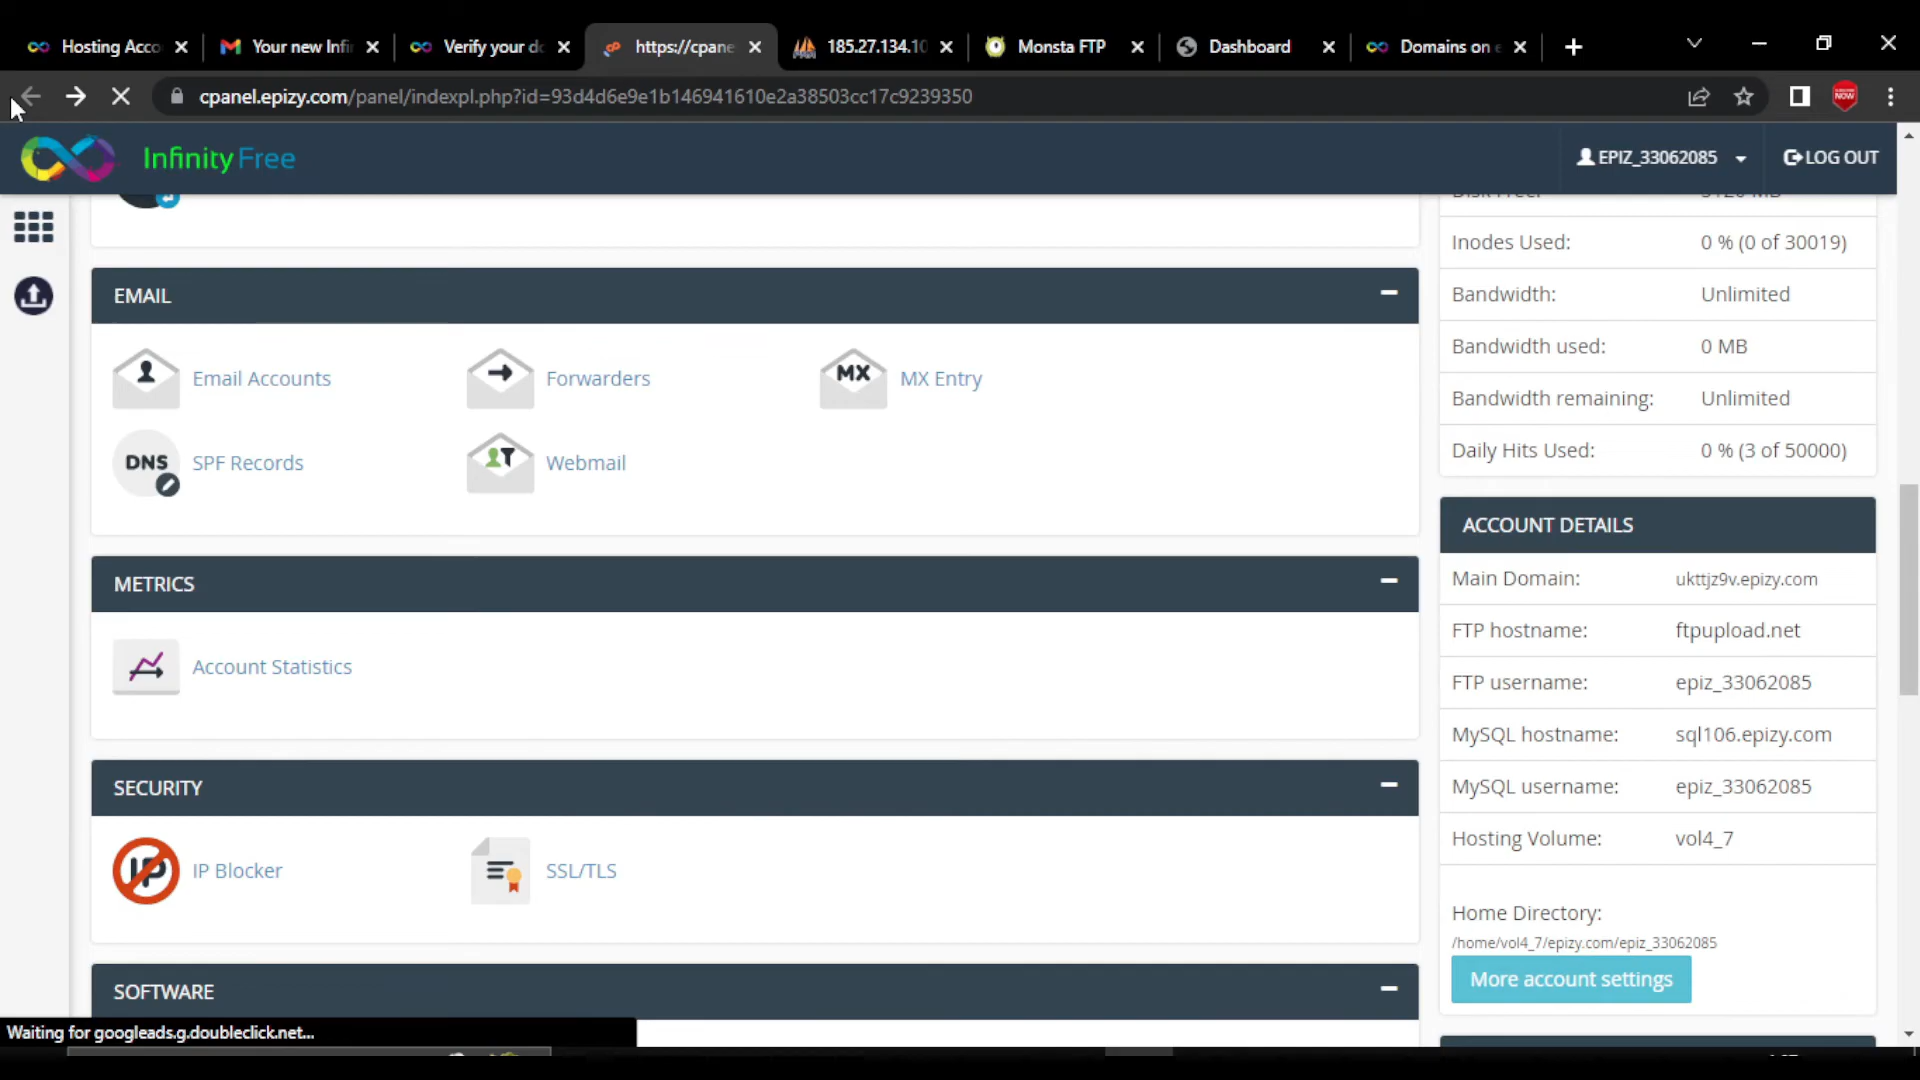 Hosting Acco
Your new Infi
Verify your do
https://cpane
185.27.134.10
Monsta FTP
Dashboard
Domains on e
cpanel.epizy.com/panel/indexpl.php?id=93d4d6e9e1b146941610e2a38503cc17c9239350
NOW
InfinityFree
EPIZ_33062085
LOG OUT
Inodes Used: 0 % (0 of 30019)
Bandwidth: Unlimited
Bandwidth used: 0 MB
Bandwidth remaining: Unlimited
Daily Hits Used: 0 % (3 of 50000)
EMAIL
Email Accounts
Forwarders
MX
MX Entry
DNS
SPF Records
Webmail
METRICS
Account Statistics
SECURITY
IP
IP Blocker
SSL/TLS
SOFTWARE
ACCOUNT DETAILS
Main Domain: ukttjz9v.epizy.com
FTP hostname: ftpupload.net
FTP username: epiz_33062085
MySQL hostname: sql106.epizy.com
MySQL username: epiz_33062085
Hosting Volume: vol4_7
Home Directory:
/home/vol4_7/epizy.com/epiz_33062085
More account settings
Waiting for googleads.g.doubleclick.net...